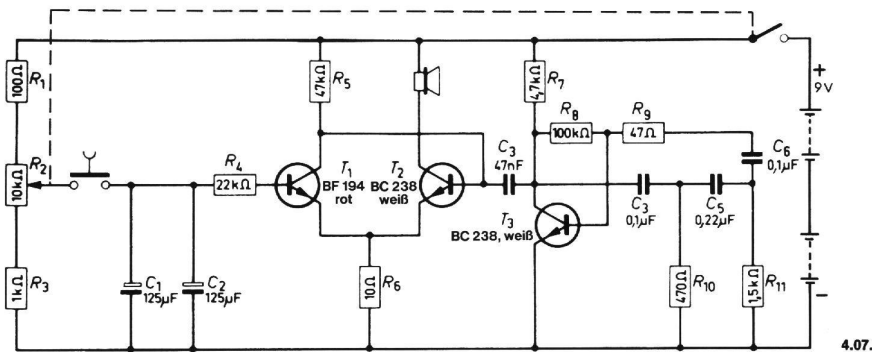 R1
100Ω
R2
10kΩ
R3
1kΩ
C1
125µF
C2
125µF
R4
22kΩ
R5
47kΩ
T1
BF 194
rot
T2
BC 238
weiß
R6
10Ω
C3
47nF
R7
4,7kΩ
R8
100kΩ
R9
47Ω
T3
BC 238, weiß
C3
0,1µF
C5
0,22µF
C6
0,1µF
R10
470Ω
R11
1,5kΩ
+
9V
−
4.07.